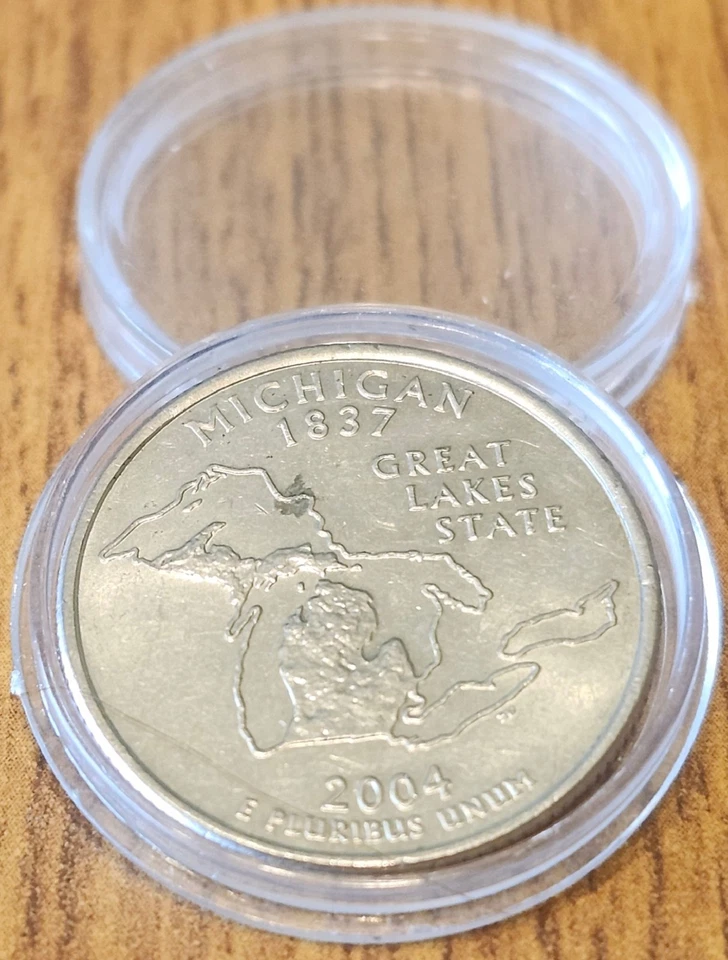 MICHIGAN
1837
GREAT
LAKES
STATE
2004
E PLURIBUS UNUM